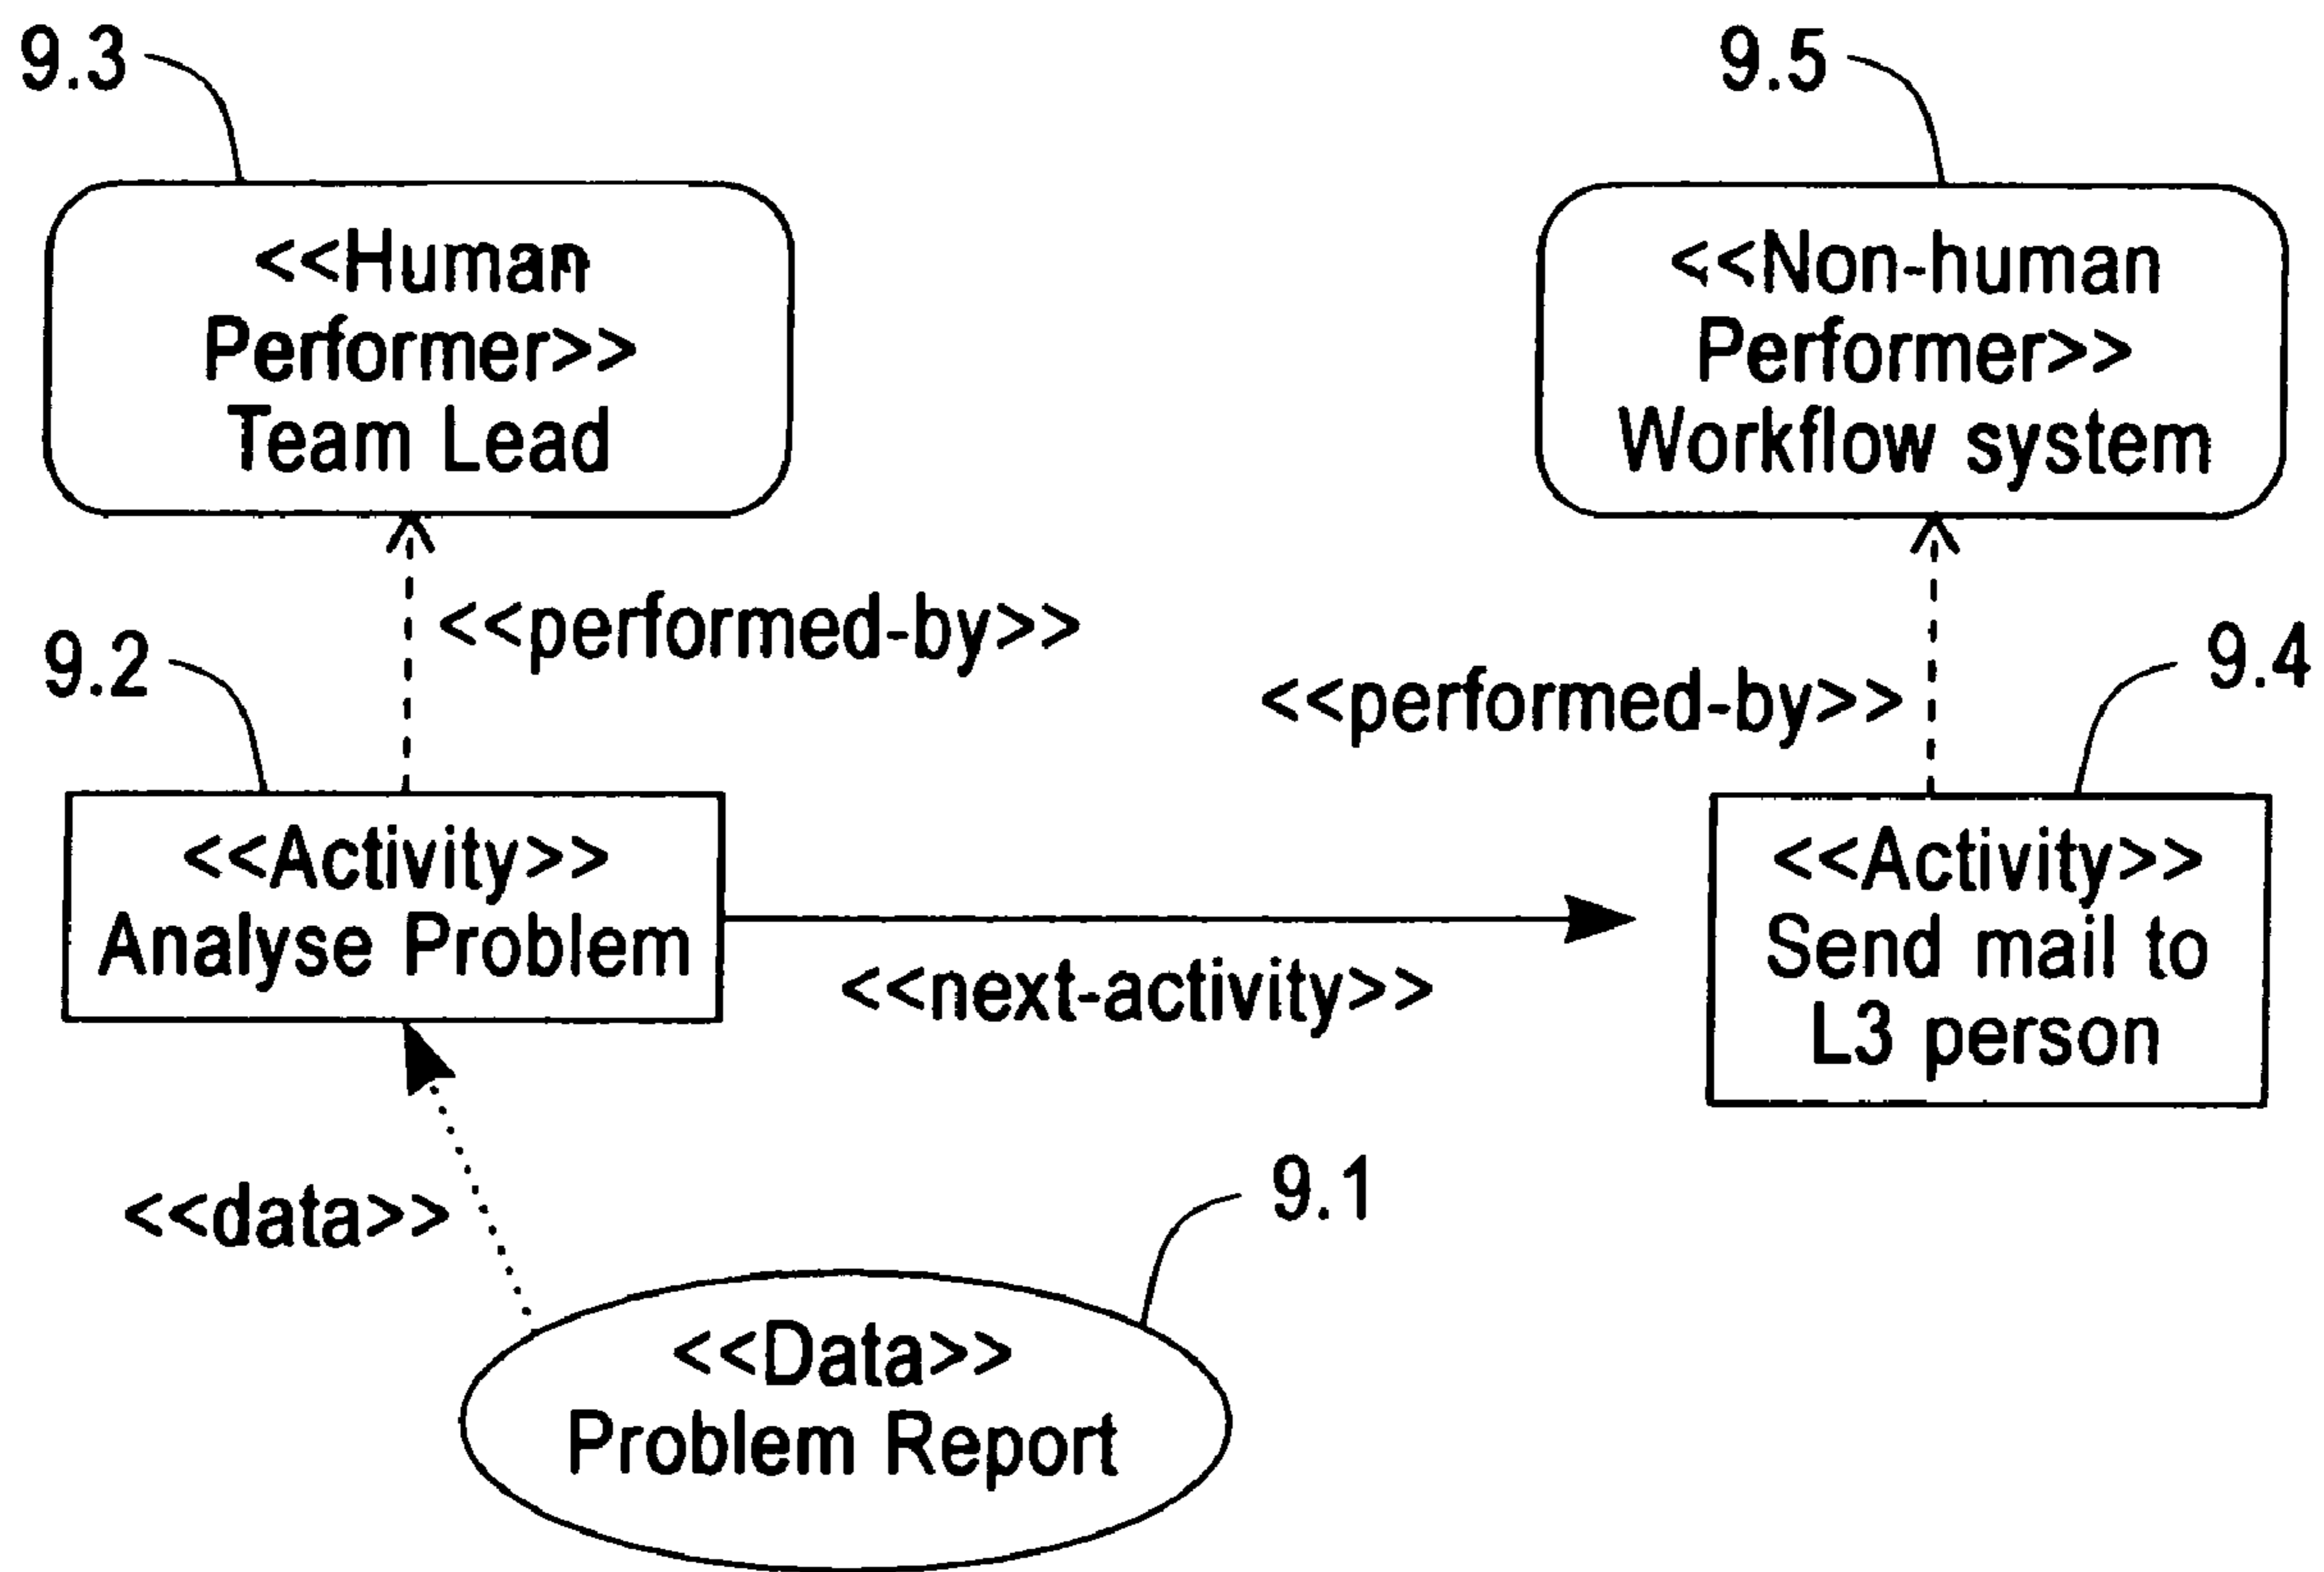 9.3
9.5
<<Human
Performer>>
Team Lead
<<Non-human
Performer>>
Workflow system
<<performed-by>>
<<performed-by>>
9.2
9.4
<<Activity>>
Analyse Problem
<<next-activity>>
<<Activity>>
Send mail to
L3 person
<<data>>
9.1
<<Data>>
Problem Report